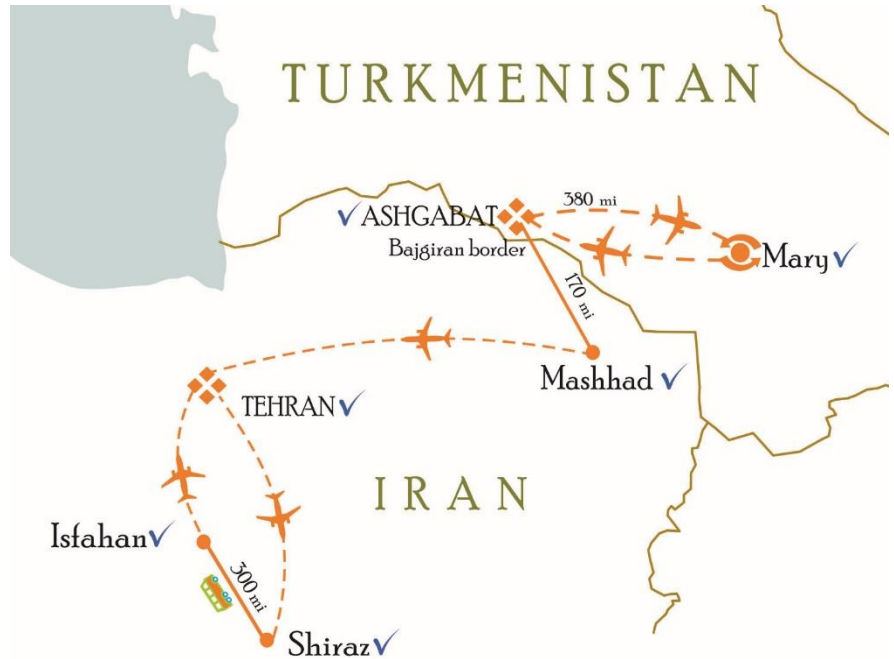 TURKMENISTAN
380 mi
ASHGABAT
Bajgiran border
Mary
170 mi
Mashhad
TEHRAN
IRAN
Isfahan
300 mi
Shiraz